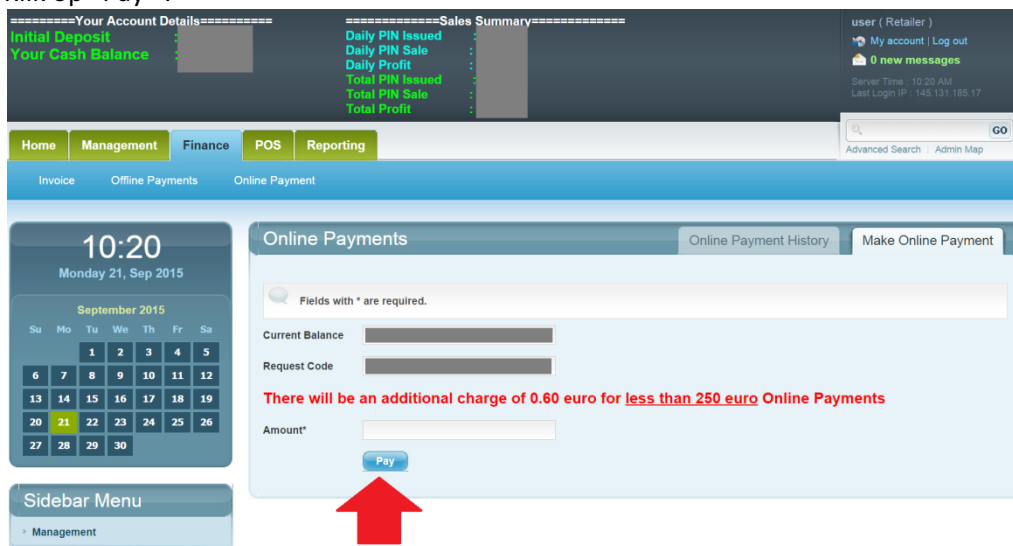 =========Your Account Details==========
Initial Deposit :
Your Cash Balance :
=============Sales Summary=============
Daily PIN Issued :
Daily PIN Sale :
Daily Profit :
Total PIN Issued :
Total PIN Sale :
Total Profit :
user ( Retailer )
My account | Log out
0 new messages
Server Time : 10:20 AM
Last Login IP : 145.131.185.17
Home Management Finance POS Reporting
GO
Advanced Search | Admin Map
Invoice Offline Payments Online Payment
10:20
Monday 21, Sep 2015
September 2015
Su Mo Tu We Th Fr Sa
1 2 3 4 5
6 7 8 9 10 11 12
13 14 15 16 17 18 19
20 21 22 23 24 25 26
27 28 29 30
Sidebar Menu
› Management
Online Payments
Online Payment History
Make Online Payment
Fields with * are required.
Current Balance
Request Code
There will be an additional charge of 0.60 euro for less than 250 euro Online Payments
Amount*
Pay